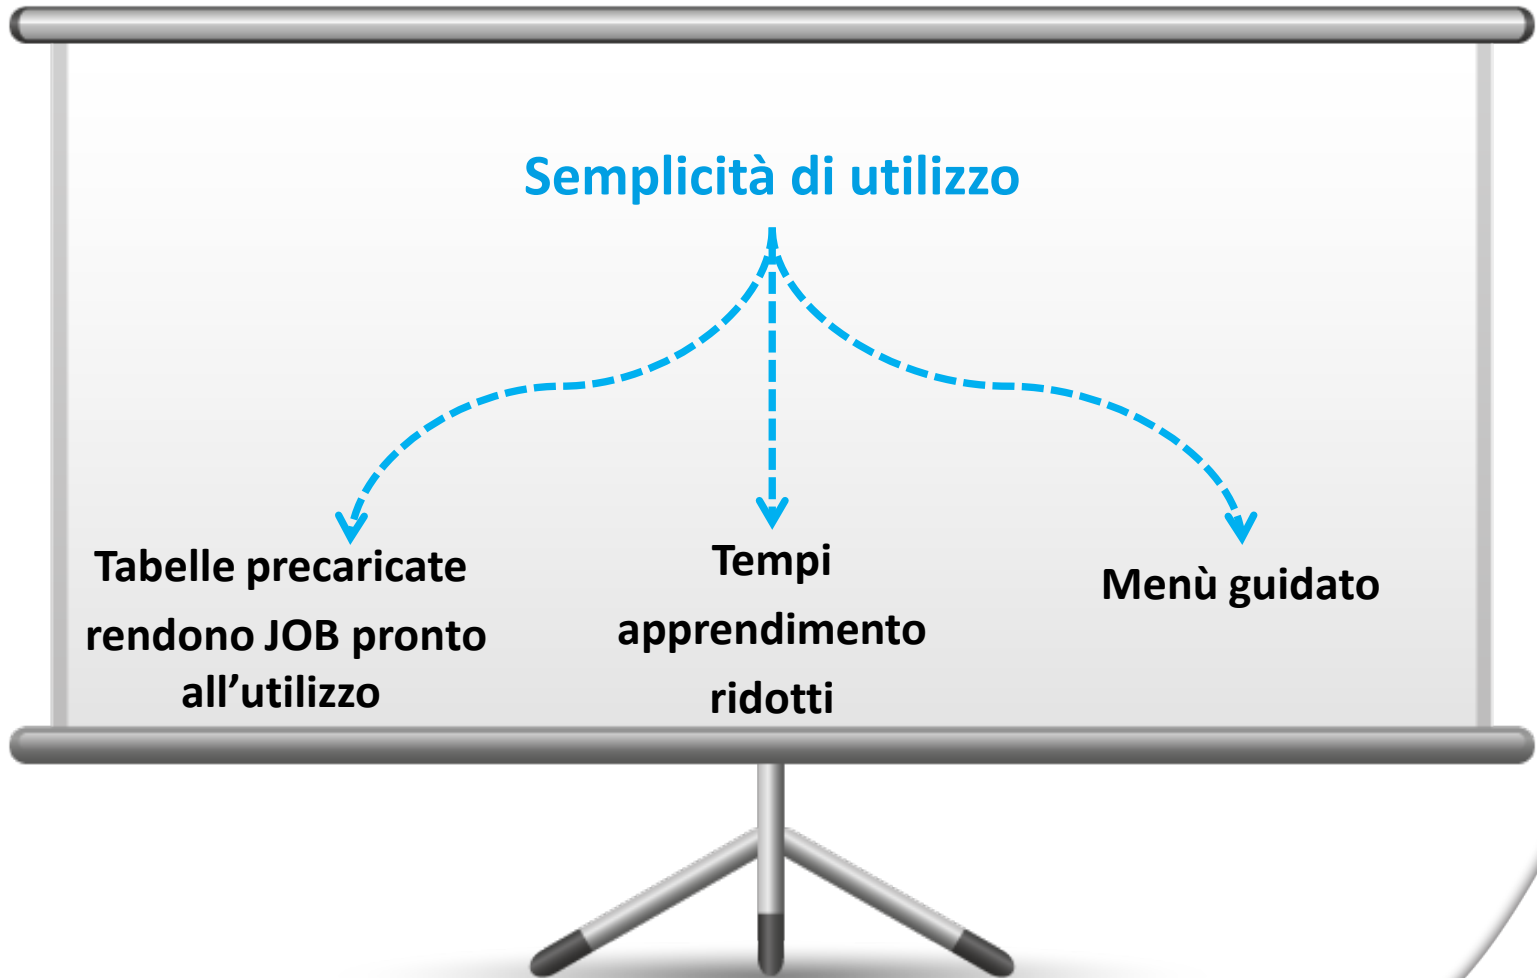 Semplicità di utilizzo
Tabelle precaricate
rendono JOB pronto
all’utilizzo
Tempi
apprendimento
ridotti
Menù guidato